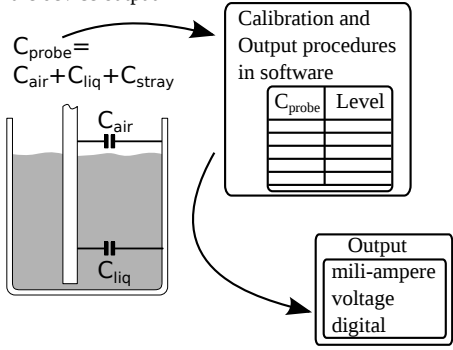 C_probe=
C_air+C_liq+C_stray
C_air
C_liq
Calibration and
Output procedures
in software
C_probe Level
Output
mili-ampere
voltage
digital